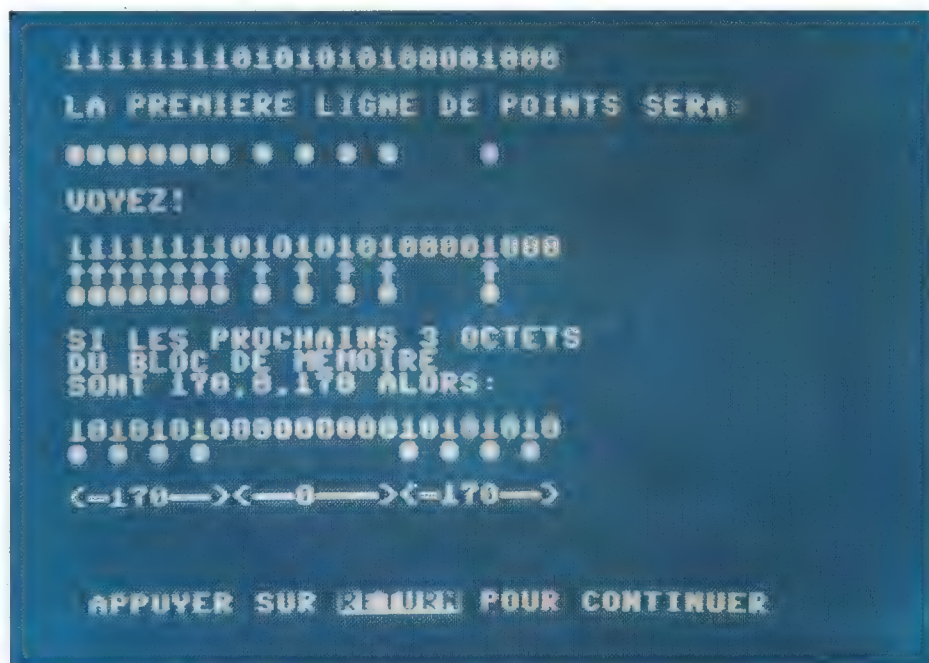 111111110101010100001000
LA PREMIERE LIGNE DE POINTS SERA:
VOYEZ!
111111110101010100001000
SI LES PROCHAINS 3 OCTETS
DU BLOC DE MEMOIRE
SONT 170,0,170 ALORS:
101010100000000010101010
<-170—><—0——><-170—>
APPUYER SUR RETURN POUR CONTINUER